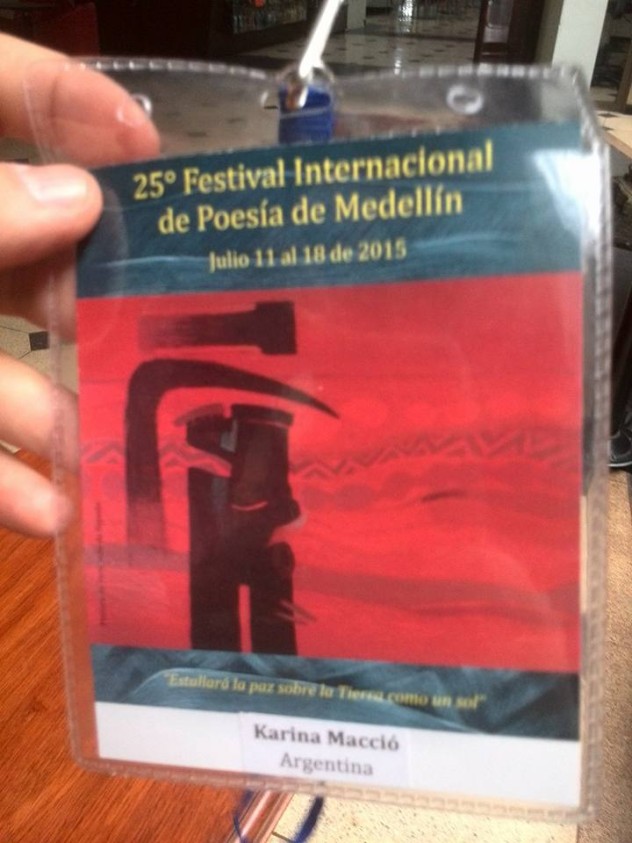 25° Festival Internacional
de Poesía de Medellín
Julio 11 al 18 de 2015
"Estallará la paz sobre la Tierra como un sol"
Karina Macció
Argentina